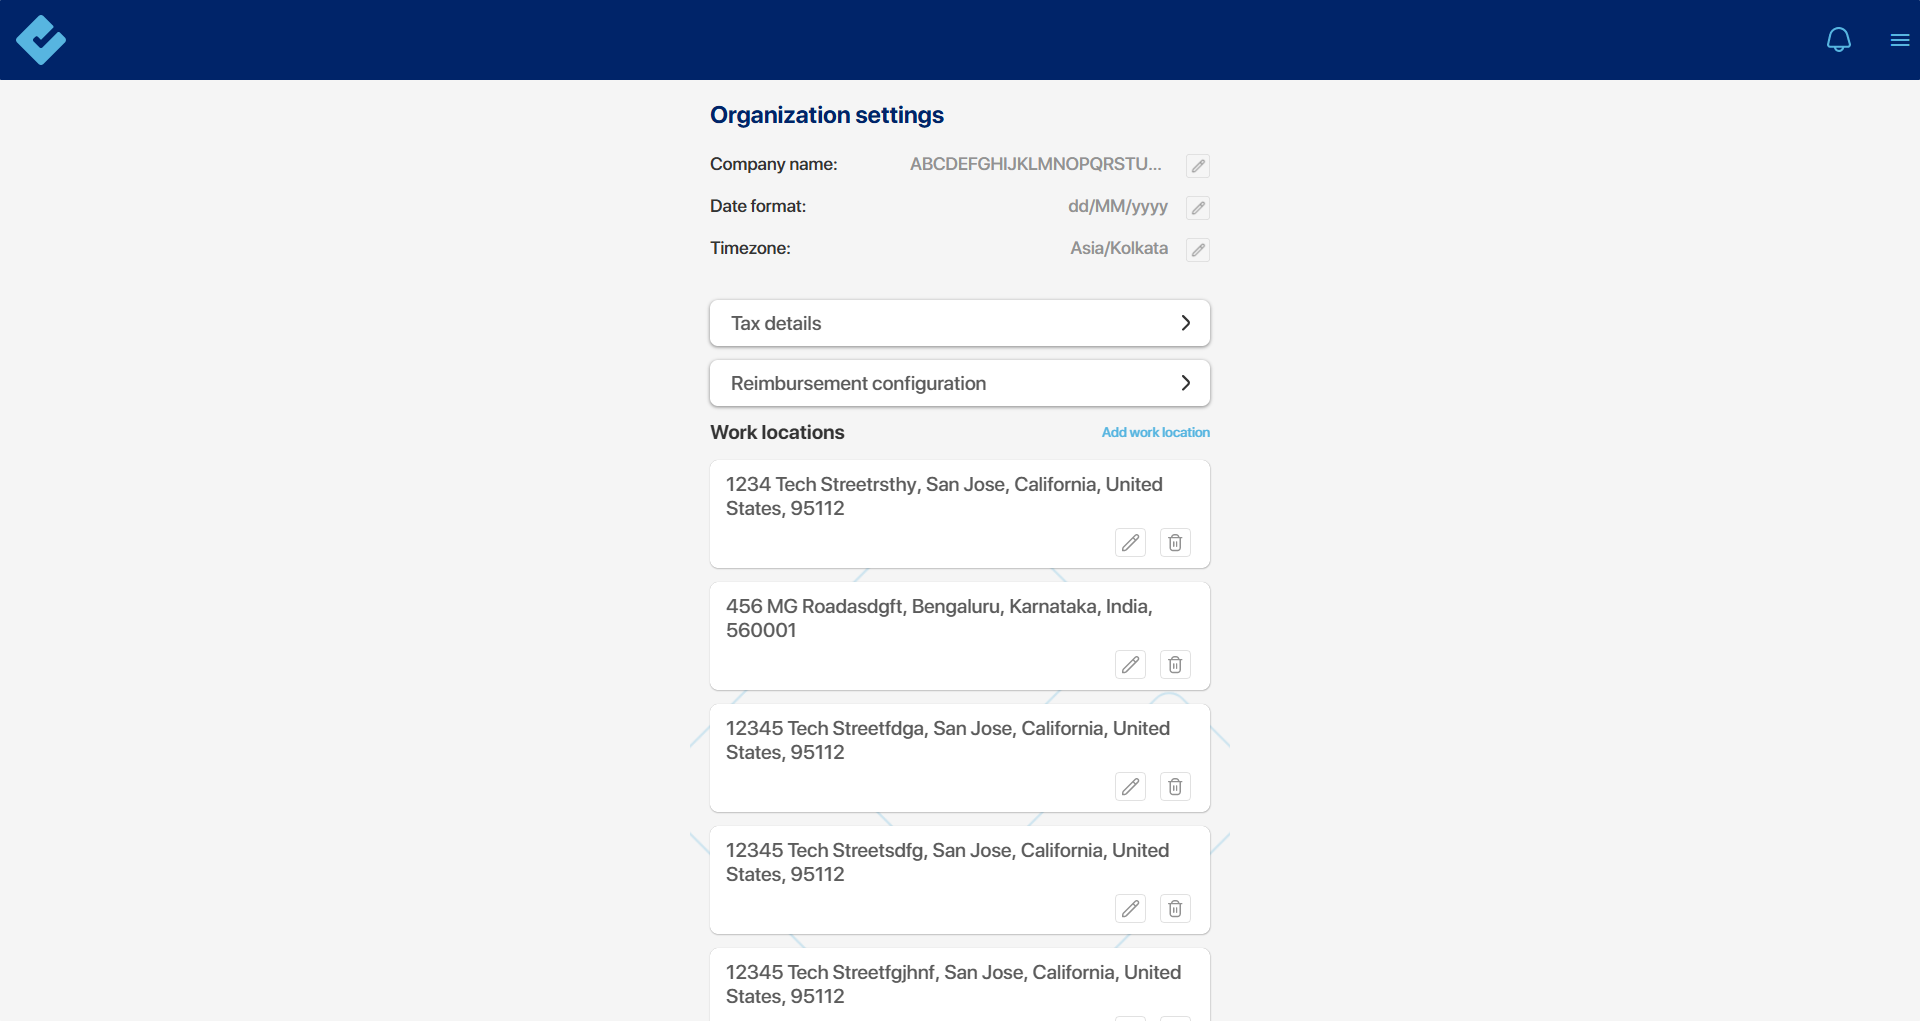 Organization settings
Company name: ABCDEFGHIJKLMNOPQRSTU...
Date format: dd/MM/yyyy
Timezone: Asia/Kolkata
Tax details
Reimbursement configuration
Work locations Add work location
1234 Tech Streetrsthy, San Jose, California, United
States, 95112
456 MG Roadasdgft, Bengaluru, Karnataka, India,
560001
12345 Tech Streetfdga, San Jose, California, United
States, 95112
12345 Tech Streetsdfg, San Jose, California, United
States, 95112
12345 Tech Streetfgjhnf, San Jose, California, United
States, 95112